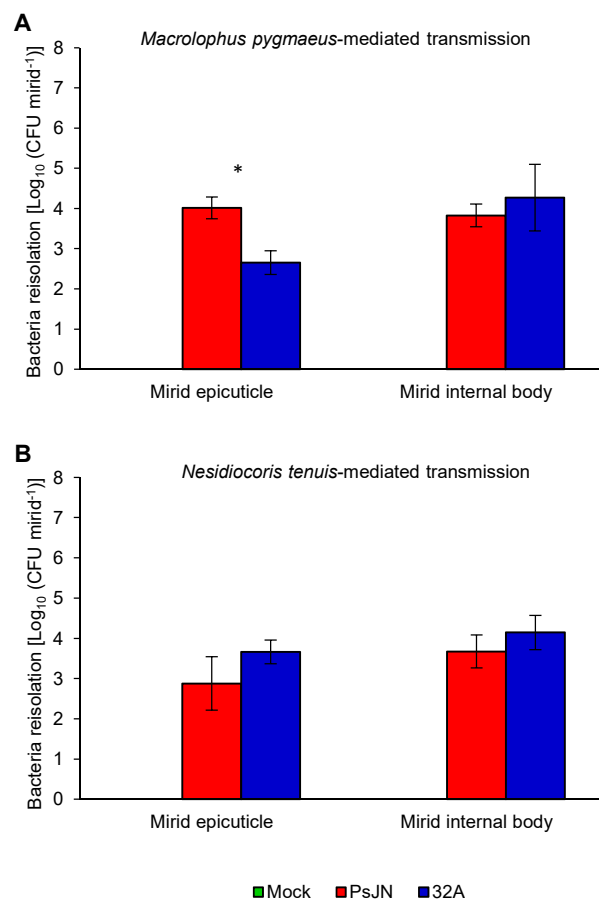 A
Macrolophus pygmaeus-mediated transmission
Bacteria reisolation [Log10 (CFU mirid-1)]
8
7
6
5
4
3
2
1
0
*
Mirid epicuticle Mirid internal body
B
Nesidiocoris tenuis-mediated transmission
Bacteria reisolation [Log10 (CFU mirid-1)]
8
7
6
5
4
3
2
1
0
Mirid epicuticle Mirid internal body
Mock PsJN 32A